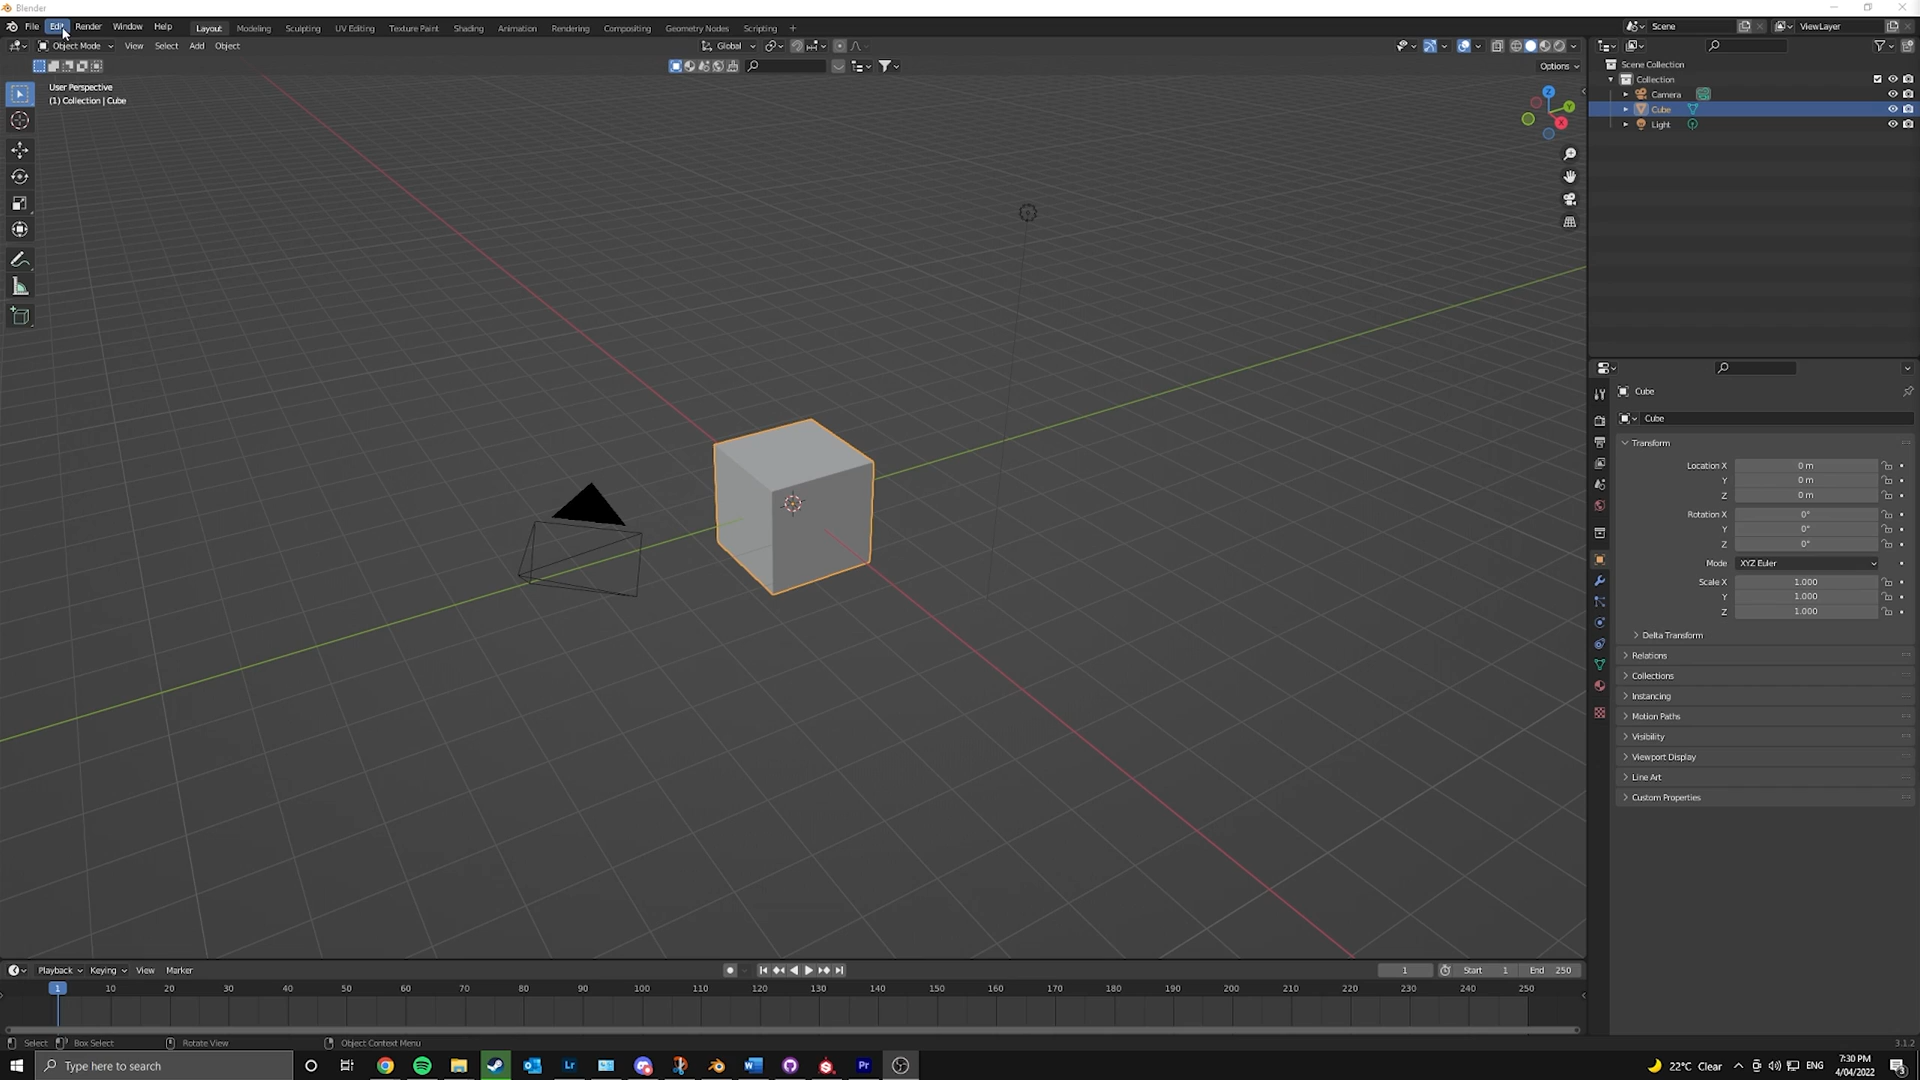 Blender
File Edit Render Window Help Layout Modeling Sculpting UV Editing Texture Paint Shading Animation Rendering Compositing Geometry Nodes Scripting + Scene ViewLayer
Object Mode View Select Add Object Global
Options
User Perspective
(1) Collection | Cube
Z
Y
X
Scene Collection
Collection
Camera
Cube
Light
Cube
Cube
Transform
Location X 0 m
Y 0 m
Z 0 m
Rotation X 0°
Y 0°
Z 0°
Mode XYZ Euler
Scale X 1.000
Y 1.000
Z 1.000
Delta Transform
Relations
Collections
Instancing
Motion Paths
Visibility
Viewport Display
Line Art
Custom Properties
Playback Keying View Marker 1 Start 1 End 250
1 10 20 30 40 50 60 70 80 90 100 110 120 130 140 150 160 170 180 190 200 210 220 230 240 250
Select Box Select Rotate View Object Context Menu 3.1.2
Type here to search Lr Pr 22°C Clear ENG 7:30 PM
4/04/2022
3